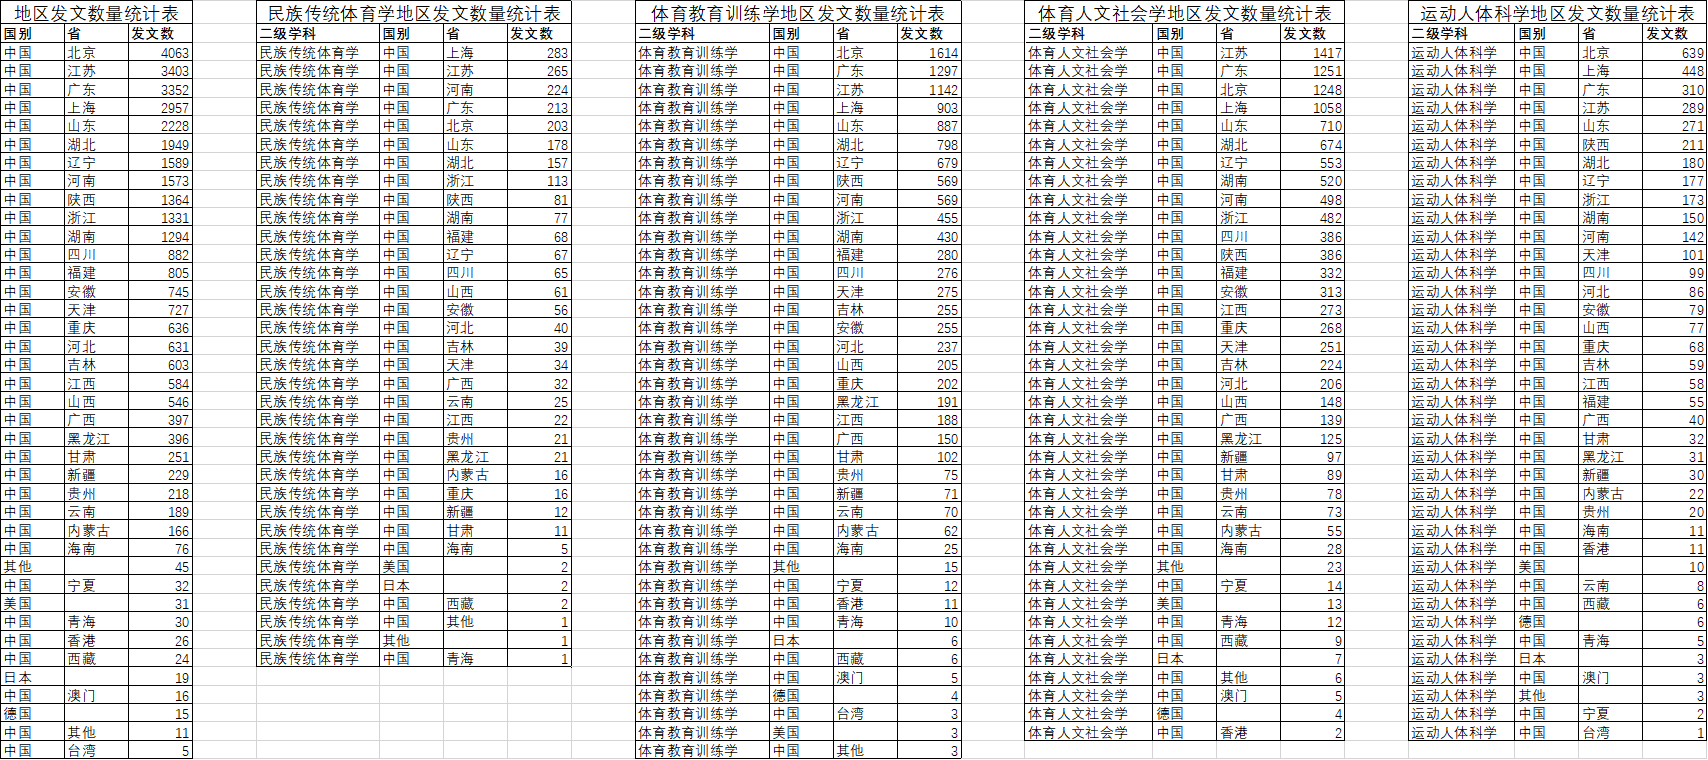 地区发文数量统计表
国别 省 发文数
中国 北京 4063
中国 江苏 3403
中国 广东 3352
中国 上海 2957
中国 山东 2228
中国 湖北 1949
中国 辽宁 1589
中国 河南 1573
中国 陕西 1364
中国 浙江 1331
中国 湖南 1294
中国 四川 882
中国 福建 805
中国 安徽 745
中国 天津 727
中国 重庆 636
中国 河北 631
中国 吉林 603
中国 江西 584
中国 山西 546
中国 广西 397
中国 黑龙江 396
中国 甘肃 251
中国 新疆 229
中国 贵州 218
中国 云南 189
中国 内蒙古 166
中国 海南 76
其他 45
中国 宁夏 32
美国 31
中国 青海 30
中国 香港 26
中国 西藏 24
日本 19
中国 澳门 16
德国 15
中国 其他 11
中国 台湾 5
民族传统体育学地区发文数量统计表
二级学科 国别 省 发文数
民族传统体育学 中国 上海 283
民族传统体育学 中国 江苏 265
民族传统体育学 中国 河南 224
民族传统体育学 中国 广东 213
民族传统体育学 中国 北京 203
民族传统体育学 中国 山东 178
民族传统体育学 中国 湖北 157
民族传统体育学 中国 浙江 113
民族传统体育学 中国 陕西 81
民族传统体育学 中国 湖南 77
民族传统体育学 中国 福建 68
民族传统体育学 中国 辽宁 67
民族传统体育学 中国 四川 65
民族传统体育学 中国 山西 61
民族传统体育学 中国 安徽 56
民族传统体育学 中国 河北 40
民族传统体育学 中国 吉林 39
民族传统体育学 中国 天津 34
民族传统体育学 中国 广西 32
民族传统体育学 中国 云南 25
民族传统体育学 中国 江西 22
民族传统体育学 中国 贵州 21
民族传统体育学 中国 黑龙江 21
民族传统体育学 中国 内蒙古 16
民族传统体育学 中国 重庆 16
民族传统体育学 中国 新疆 12
民族传统体育学 中国 甘肃 11
民族传统体育学 中国 海南 5
民族传统体育学 美国 2
民族传统体育学 日本 2
民族传统体育学 中国 西藏 2
民族传统体育学 中国 其他 1
民族传统体育学 其他 1
民族传统体育学 中国 青海 1
体育教育训练学地区发文数量统计表
二级学科 国别 省 发文数
体育教育训练学 中国 北京 1614
体育教育训练学 中国 广东 1297
体育教育训练学 中国 江苏 1142
体育教育训练学 中国 上海 903
体育教育训练学 中国 山东 887
体育教育训练学 中国 湖北 798
体育教育训练学 中国 辽宁 679
体育教育训练学 中国 陕西 569
体育教育训练学 中国 河南 569
体育教育训练学 中国 浙江 455
体育教育训练学 中国 湖南 430
体育教育训练学 中国 福建 280
体育教育训练学 中国 四川 276
体育教育训练学 中国 天津 275
体育教育训练学 中国 吉林 255
体育教育训练学 中国 安徽 255
体育教育训练学 中国 河北 237
体育教育训练学 中国 山西 205
体育教育训练学 中国 重庆 202
体育教育训练学 中国 黑龙江 191
体育教育训练学 中国 江西 188
体育教育训练学 中国 广西 150
体育教育训练学 中国 甘肃 102
体育教育训练学 中国 贵州 75
体育教育训练学 中国 新疆 71
体育教育训练学 中国 云南 70
体育教育训练学 中国 内蒙古 62
体育教育训练学 中国 海南 25
体育教育训练学 其他 15
体育教育训练学 中国 宁夏 12
体育教育训练学 中国 香港 11
体育教育训练学 中国 青海 10
体育教育训练学 日本 6
体育教育训练学 中国 西藏 6
体育教育训练学 中国 澳门 5
体育教育训练学 德国 4
体育教育训练学 中国 台湾 3
体育教育训练学 美国 3
体育教育训练学 中国 其他 3
体育人文社会学地区发文数量统计表
二级学科 国别 省 发文数
体育人文社会学 中国 江苏 1417
体育人文社会学 中国 广东 1251
体育人文社会学 中国 北京 1248
体育人文社会学 中国 上海 1058
体育人文社会学 中国 山东 710
体育人文社会学 中国 湖北 674
体育人文社会学 中国 辽宁 553
体育人文社会学 中国 湖南 520
体育人文社会学 中国 河南 498
体育人文社会学 中国 浙江 482
体育人文社会学 中国 四川 386
体育人文社会学 中国 陕西 386
体育人文社会学 中国 福建 332
体育人文社会学 中国 安徽 313
体育人文社会学 中国 江西 273
体育人文社会学 中国 重庆 268
体育人文社会学 中国 天津 251
体育人文社会学 中国 吉林 224
体育人文社会学 中国 河北 206
体育人文社会学 中国 山西 148
体育人文社会学 中国 广西 139
体育人文社会学 中国 黑龙江 125
体育人文社会学 中国 新疆 97
体育人文社会学 中国 甘肃 89
体育人文社会学 中国 贵州 78
体育人文社会学 中国 云南 73
体育人文社会学 中国 内蒙古 55
体育人文社会学 中国 海南 28
体育人文社会学 其他 23
体育人文社会学 中国 宁夏 14
体育人文社会学 美国 13
体育人文社会学 中国 青海 12
体育人文社会学 中国 西藏 9
体育人文社会学 日本 7
体育人文社会学 中国 其他 6
体育人文社会学 中国 澳门 5
体育人文社会学 德国 4
体育人文社会学 中国 香港 2
运动人体科学地区发文数量统计表
二级学科 国别 省 发文数
运动人体科学 中国 北京 639
运动人体科学 中国 上海 448
运动人体科学 中国 广东 310
运动人体科学 中国 江苏 289
运动人体科学 中国 山东 271
运动人体科学 中国 陕西 211
运动人体科学 中国 湖北 180
运动人体科学 中国 辽宁 177
运动人体科学 中国 浙江 173
运动人体科学 中国 湖南 150
运动人体科学 中国 河南 142
运动人体科学 中国 天津 101
运动人体科学 中国 四川 99
运动人体科学 中国 河北 86
运动人体科学 中国 安徽 79
运动人体科学 中国 山西 77
运动人体科学 中国 重庆 68
运动人体科学 中国 吉林 59
运动人体科学 中国 江西 58
运动人体科学 中国 福建 55
运动人体科学 中国 广西 40
运动人体科学 中国 甘肃 32
运动人体科学 中国 黑龙江 31
运动人体科学 中国 新疆 30
运动人体科学 中国 内蒙古 22
运动人体科学 中国 贵州 20
运动人体科学 中国 海南 11
运动人体科学 中国 香港 11
运动人体科学 美国 10
运动人体科学 中国 云南 8
运动人体科学 中国 西藏 6
运动人体科学 德国 6
运动人体科学 中国 青海 5
运动人体科学 日本 3
运动人体科学 中国 澳门 3
运动人体科学 其他 3
运动人体科学 中国 宁夏 2
运动人体科学 中国 台湾 1